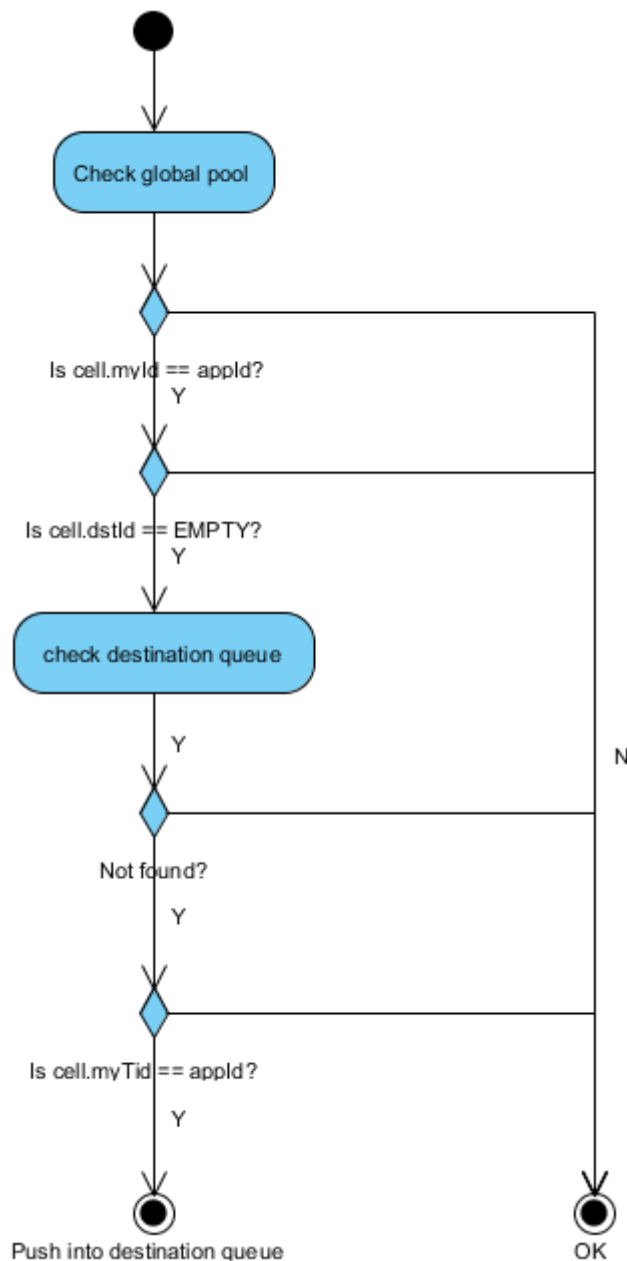 Check global pool
Is cell.myId == appId?
Y
Is cell.dstId == EMPTY?
Y
check destination queue
Y
N
Not found?
Y
Is cell.myTid == appId?
Y
Push into destination queue
OK